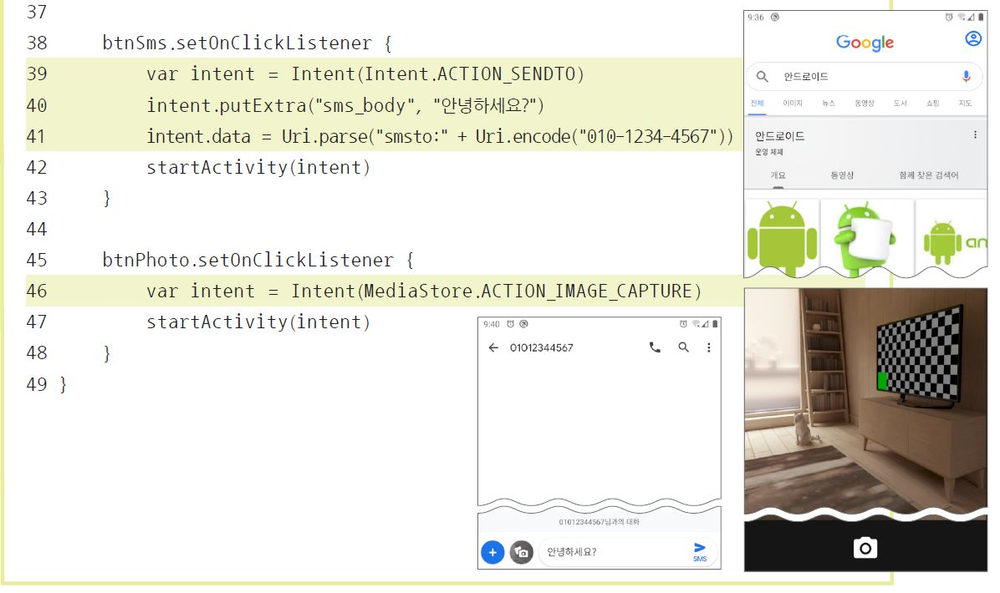 37
38 btnSms.setOnClickListener {
39 var intent = Intent(Intent.ACTION_SENDTO)
40 intent.putExtra("sms_body", "안녕하세요?")
41 intent.data = Uri.parse("smsto:" + Uri.encode("010-1234-4567"))
42 startActivity(intent)
43 }
44
45 btnPhoto.setOnClickListener {
46 var intent = Intent(MediaStore.ACTION_IMAGE_CAPTURE)
47 startActivity(intent)
48 }
49 }
9:40
01012344567
01012344567님과의 대화
안녕하세요?
SMS
9:36
Google
안드로이드
전체 이미지 뉴스 동영상 도서 쇼핑 지도
안드로이드
운영 체제
개요 동영상 함께 찾은 검색어
an